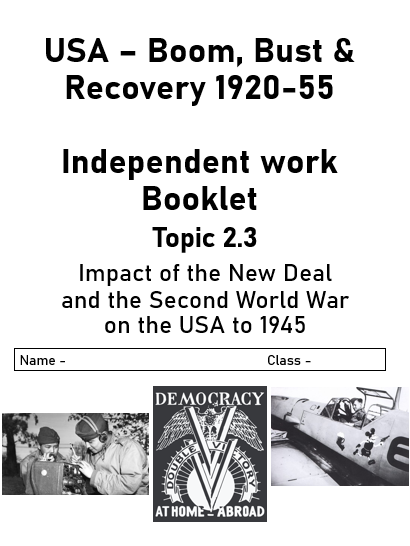 USA – Boom, Bust &
Recovery 1920-55
Independent work
Booklet
Topic 2.3
Impact of the New Deal
and the Second World War
on the USA to 1945
Name -
Class -
DEMOCRACY
DOUBLE VICTORY
AT HOME - ABROAD
6